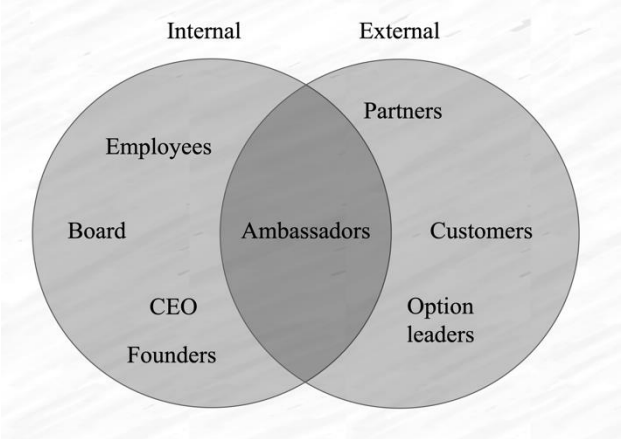 Internal
External
Partners
Employees
Board
Ambassadors
Customers
CEO
Option
leaders
Founders